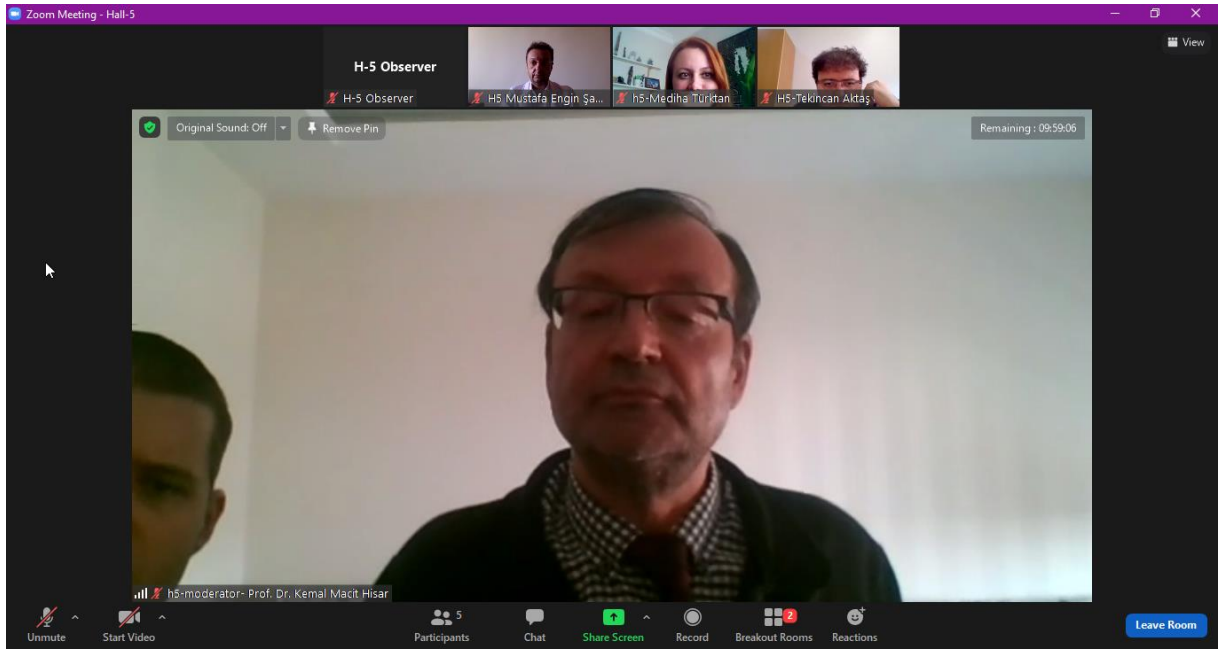 Zoom Meeting - Hall-5
View
H-5 Observer
H-5 Observer
H5 Mustafa Engin Şa...
h5-Mediha Türktan
H5-Tekincan Aktaş
Original Sound: Off
Remove Pin
Remaining : 09:59:06
h5-moderator- Prof. Dr. Kemal Macit Hisar
Unmute
Start Video
5
Participants
Chat
Share Screen
Record
2
Breakout Rooms
Reactions
Leave Room